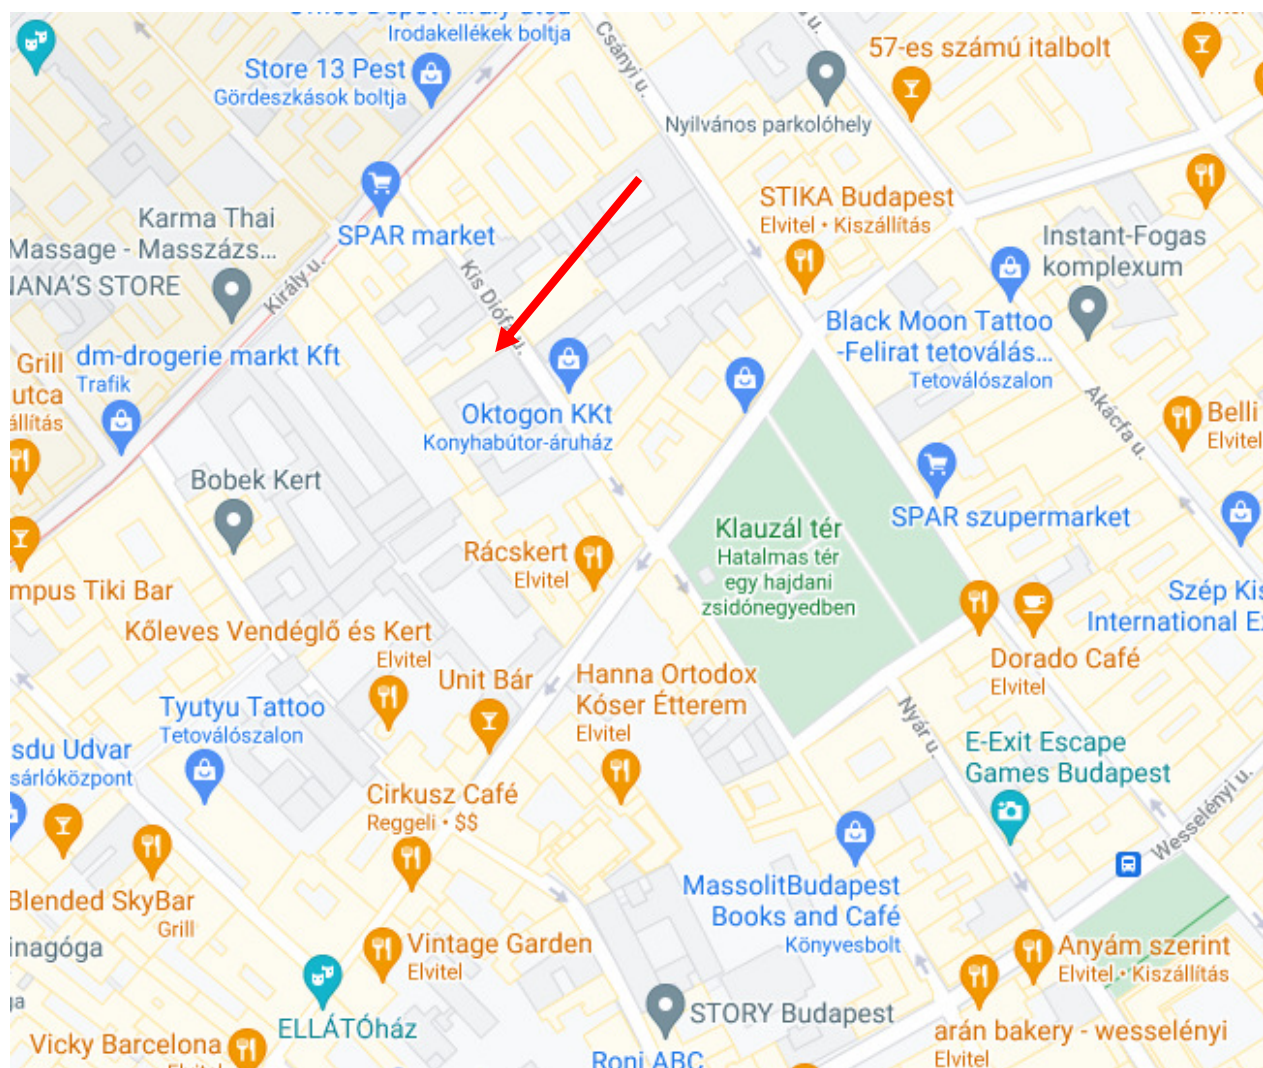 Irodakellékek boltja
Csányi u.
u.
57-es számú italbolt
Store 13 Pest
Gördeszkások boltja
Nyilvános parkolóhely
SPAR market
STIKA Budapest
Elvitel • Kiszállítás
Karma Thai
Massage - Masszázs...
NANA'S STORE
Király u.
Kis Diófa u.
Instant-Fogas
komplexum
Black Moon Tattoo
-Felirat tetoválás...
Tetoválószalon
Grill
utca
dm-drogerie markt Kft
Trafik
Oktogon KKt
Konyhabútor-áruház
Akácfa u.
Belli
Elvitel
Bobek Kert
SPAR szupermarket
Klauzál tér
Hatalmas tér
egy hajdani
zsidónegyedben
Rácskert
Elvitel
mpus Tiki Bar
Szép Kis
International E
Kőleves Vendéglő és Kert
Elvitel
Unit Bár
Hanna Ortodox
Kóser Étterem
Elvitel
Dorado Café
Elvitel
Tyutyu Tattoo
Tetoválószalon
Nyár u.
sdu Udvar
sárlóközpont
E-Exit Escape
Games Budapest
Wesselényi u.
Cirkusz Café
Reggeli • $$
MassolitBudapest
Books and Café
Könyvesbolt
Blended SkyBar
Grill
inagóga
Vintage Garden
Elvitel
Anyám szerint
Elvitel • Kiszállítás
ELLÁTÓház
STORY Budapest
arán bakery - wesselényi
Elvitel
Vicky Barcelona
Roni ABC